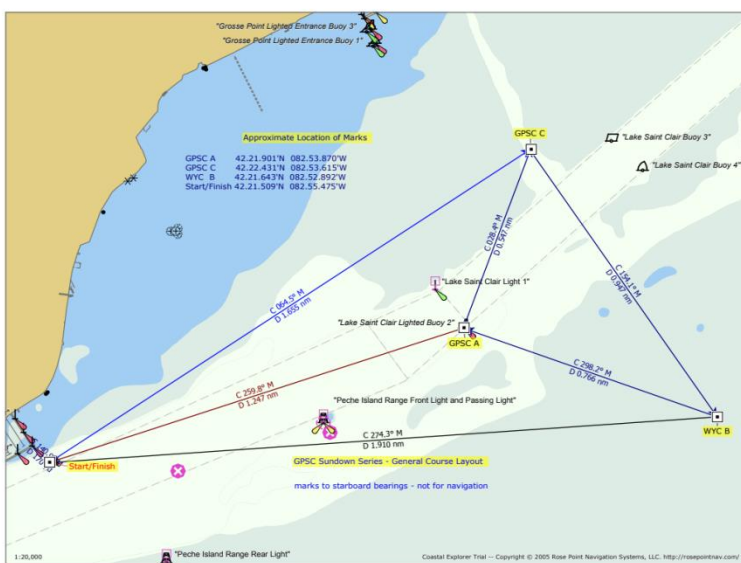 "Grosse Point Lighted Entrance Buoy 3"
"Grosse Point Lighted Entrance Buoy 1"
Approximate Location of Marks
GPSC A 42.21.901'N 082.53.870'W
GPSC C 42.22.431'N 082.53.615'W
WYC B 42.21.643'N 082.52.892'W
Start/Finish 42.21.509'N 082.55.475'W
GPSC C
"Lake Saint Clair Buoy 3"
"Lake Saint Clair Buoy 4"
C 028.4° M
D 0.547 nm
C 154.1° M
D 0.947 nm
C 064.5° M
D 1.655 nm
"Lake Saint Clair Light 1"
"Lake Saint Clair Lighted Buoy 2"
GPSC A
C 298.2° M
D 0.766 nm
C 259.8° M
D 1.247 nm
"Peche Island Range Front Light and Passing Light"
WYC B
C 274.3° M
D 1.910 nm
Start/Finish
GPSC Sundown Series - General Course Layout
marks to starboard bearings - not for navigation
"Peche Island Range Rear Light"
1:20,000
Coastal Explorer Trial -- Copyright © 2005 Rose Point Navigation Systems, LLC. http://rosepointnav.com/